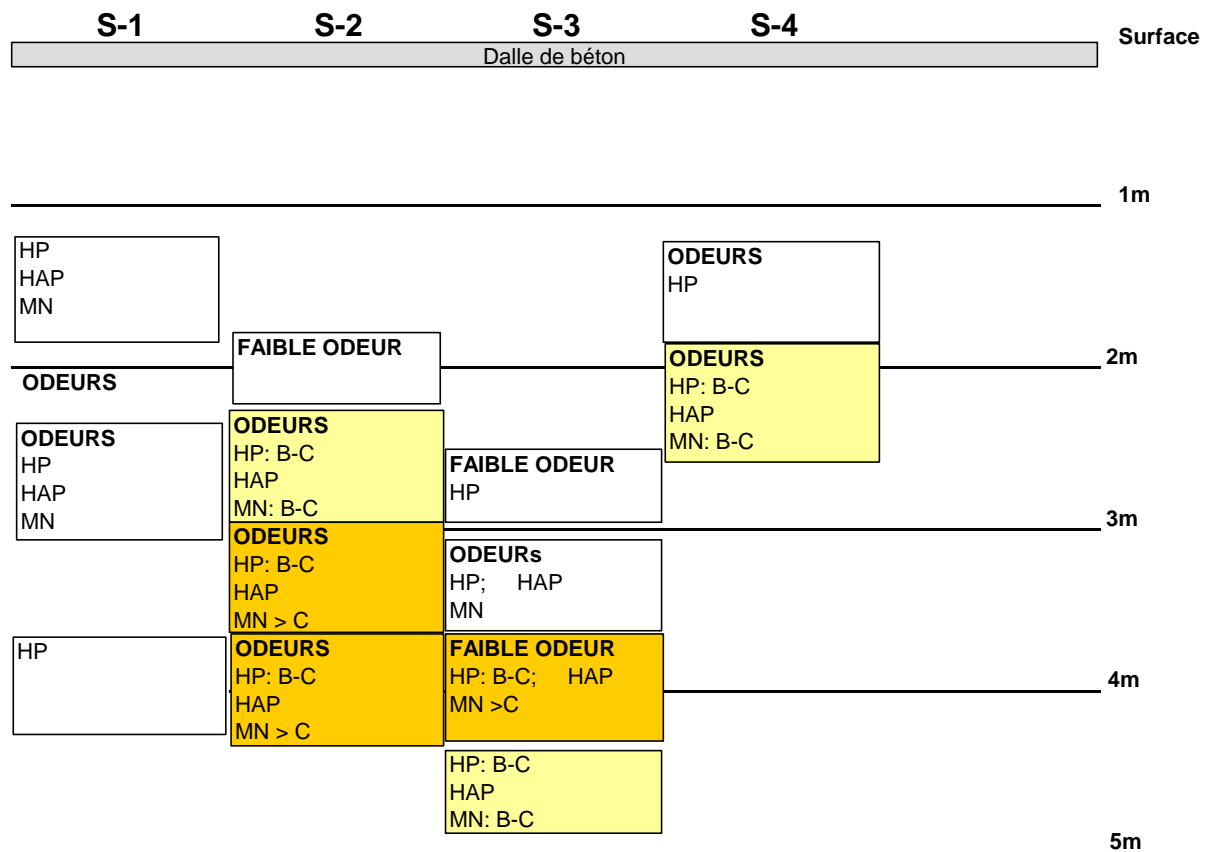 S-1 S-2 S-3 S-4
Surface
Dalle de béton
1m
HP
HAP
MN
ODEURS
HP
FAIBLE ODEUR
2m
ODEURS
ODEURS
HP: B-C
HAP
MN: B-C
ODEURS
HP
HAP
MN
ODEURS
HP: B-C
HAP
MN: B-C
FAIBLE ODEUR
HP
3m
ODEURS
HP: B-C
HAP
MN > C
ODEURs
HP; HAP
MN
HP
ODEURS
HP: B-C
HAP
MN > C
FAIBLE ODEUR
HP: B-C; HAP
MN >C
4m
HP: B-C
HAP
MN: B-C
5m